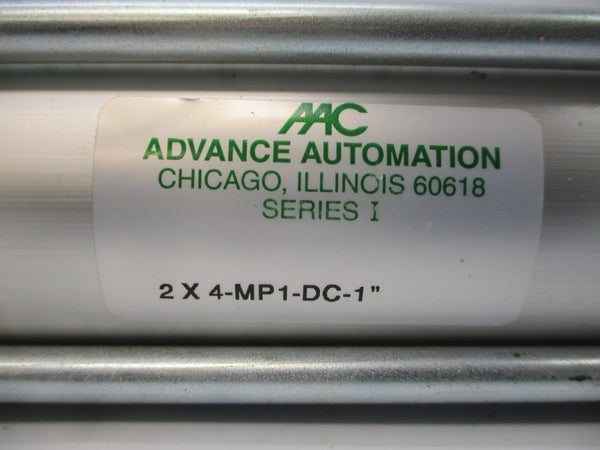 AAC
ADVANCE AUTOMATION
CHICAGO, ILLINOIS 60618
SERIES I
2 X 4-MP1-DC-1"